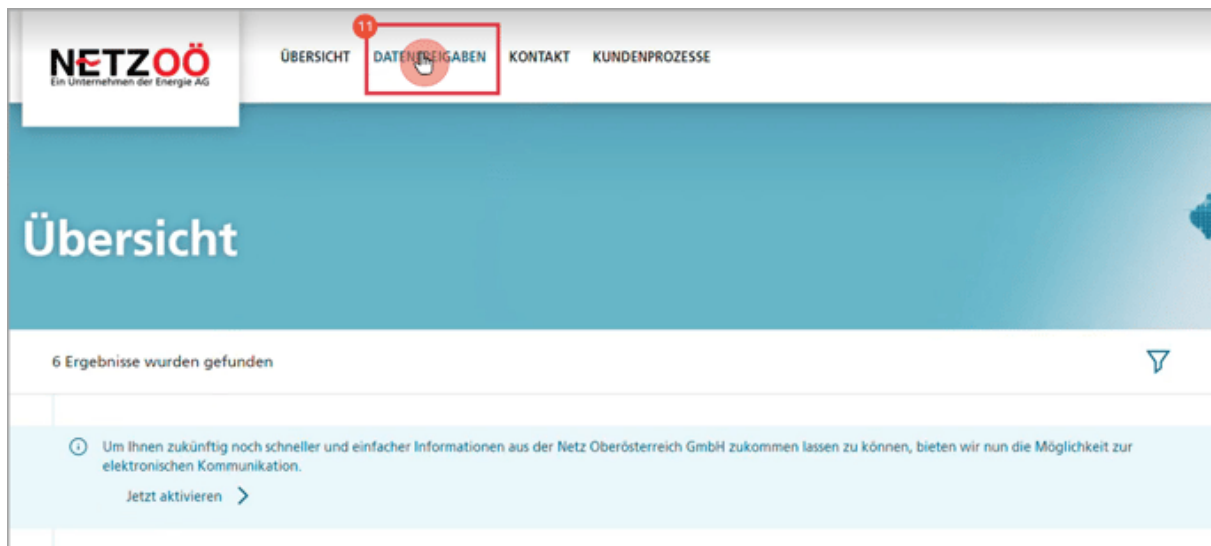 11
NETZOÖ
Ein Unternehmen der Energie AG
ÜBERSICHT DATENFREIGABEN KONTAKT KUNDENPROZESSE
Übersicht
6 Ergebnisse wurden gefunden
Um Ihnen zukünftig noch schneller und einfacher Informationen aus der Netz Oberösterreich GmbH zukommen lassen zu können, bieten wir nun die Möglichkeit zur
elektronischen Kommunikation.
Jetzt aktivieren